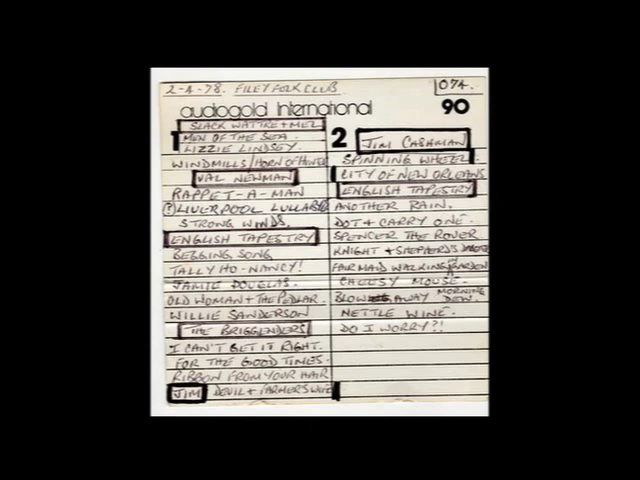 2-4-78. FILEY FOLK CLUB
074.
audiogold International 90
1
SLACK WATTRE + MEL
MEN OF THE SEA.
LIZZIE LINDSEY.
WINDMILLS/HORN OF
VAL NEWMAN
RAPPET-A-MAN
(!) LIVERPOOL LULLABY
STRONG WINDS.
ENGLISH TAPESTRY
BEGGING SONG
TALLY HO-NANCY!
JAMIE DOUGLAS.
OLD WOMAN + THE PEDLAR.
WILLIE SANDERSON
THE BRIGGENDERS
I CAN'T GET IT RIGHT.
FOR THE GOOD TIMES.
RIBBON FROM YOUR HAIR
JIM DEVIL + FARMERS WIFE
2
JIM CASHMAN
SPINNING WHEEL.
CITY OF NEW ORLEANS
ENGLISH TAPESTRY
ANOTHER RAIN.
DOT + CARRY ONE.
SPENCER THE ROVER
KNIGHT + SHEPHERD'S
FAIR MAID WALKING IN GARDEN
CHEESY MOUSE.
BLOW AWAY MORNING DEW.
NETTLE WINE.
DO I WORRY?!